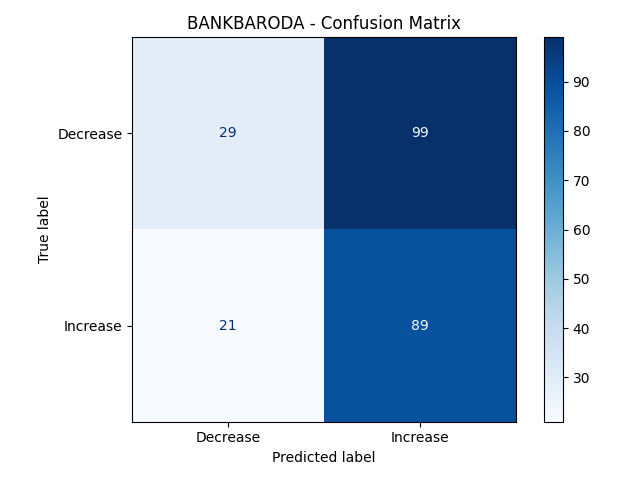 BANKBARODA - Confusion Matrix
True label
Decrease
29
99
Increase
21
89
Decrease
Increase
Predicted label
90
80
70
60
50
40
30